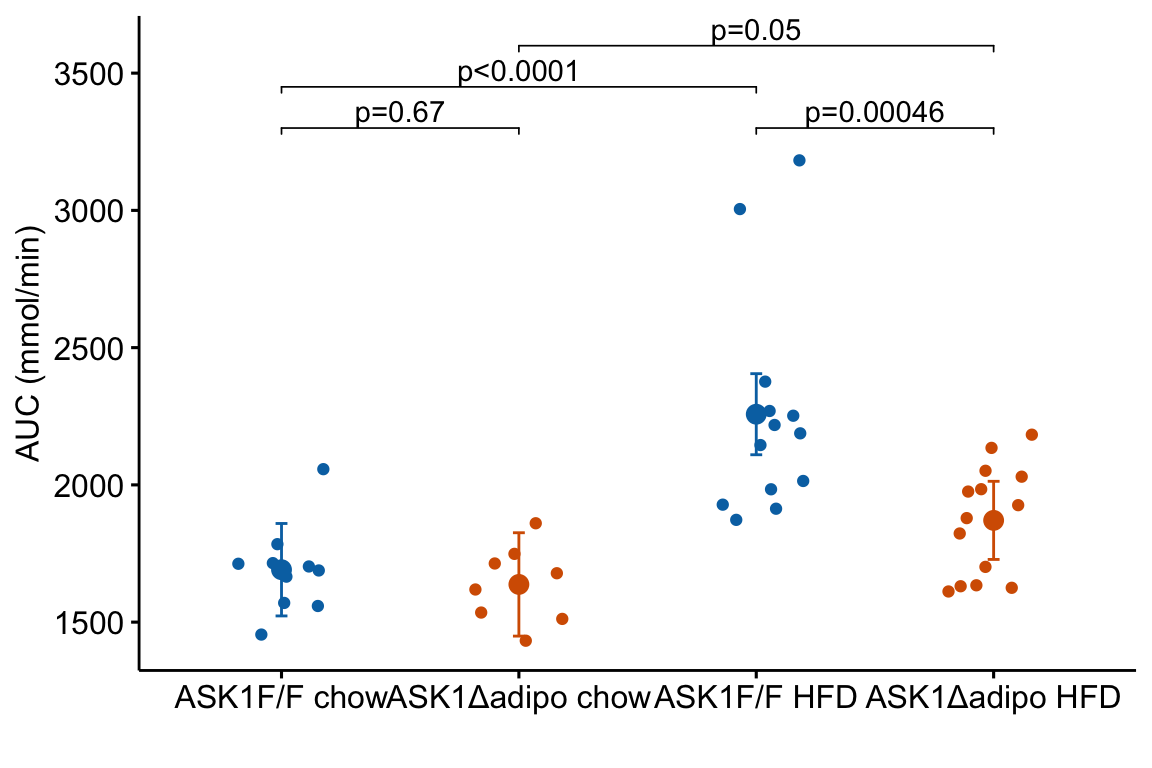 p=0.05
p<0.0001
p=0.67
p=0.00046
3500
3000
2500
2000
1500
AUC (mmol/min)
ASK1F/F chow
ASK1Δadipo chow
ASK1F/F HFD
ASK1Δadipo HFD